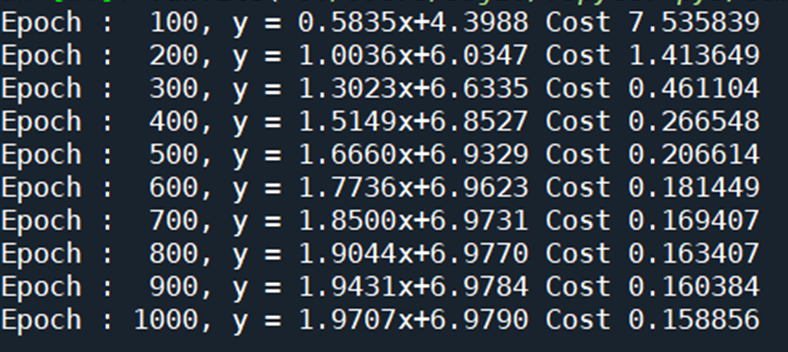 Epoch :  100, y = 0.5835x+4.3988 Cost 7.535839
Epoch :  200, y = 1.0036x+6.0347 Cost 1.413649
Epoch :  300, y = 1.3023x+6.6335 Cost 0.461104
Epoch :  400, y = 1.5149x+6.8527 Cost 0.266548
Epoch :  500, y = 1.6660x+6.9329 Cost 0.206614
Epoch :  600, y = 1.7736x+6.9623 Cost 0.181449
Epoch :  700, y = 1.8500x+6.9731 Cost 0.169407
Epoch :  800, y = 1.9044x+6.9770 Cost 0.163407
Epoch :  900, y = 1.9431x+6.9784 Cost 0.160384
Epoch : 1000, y = 1.9707x+6.9790 Cost 0.158856